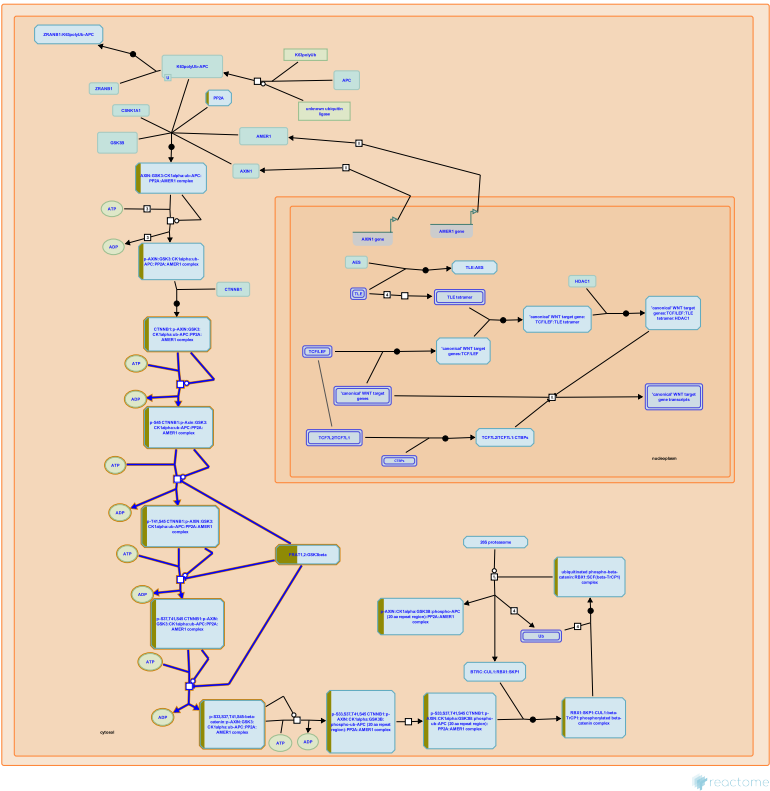 ZRANB1:K63polyUb-APC
K63polyUb-APC
U
K63polyUb
APC
unknown ubiquitin
ligase
ZRANB1
PP2A
CSNK1A1
GSK3B
AMER1
AXIN1
AXIN:GSK3:CK1alpha:ub-APC:
PP2A:AMER1 complex
ATP
ADP
p-AXIN:GSK3:CK1alpha:ub-
APC:PP2A:AMER1 complex
CTNNB1
CTNNB1:p-AXIN:GSK3:
CK1alpha:ub-APC:PP2A:
AMER1 complex
ATP
ADP
p-S45 CTNNB1:p-Axin:GSK3:
CK1alpha:ub-APC:PP2A:
AMER1 complex
ATP
ADP
p-T41,S45 CTNNB1:p-AXIN:GSK3:
CK1alpha:ub-APC:PP2A:AMER1
complex
ATP
ADP
p-S37,T41,S45 CTNNB1:p-AXIN:
GSK3:CK1alpha:ub-APC:PP2A:
AMER1 complex
ATP
ADP
p-S33,S37,T41,S45-beta-
catenin:p-AXIN:GSK3:
CK1alpha:ub-APC:PP2A:
AMER1 complex
ATP
ADP
p-S33,S37,T41,S45 CTNNB1:p-
AXIN:CK1alpha:GSK3B:
phospho-ub-APC (20 aa repeat
region):PP2A:AMER1 complex
p-S33,S37,T41,S45 CTNNB1:p-
AXIN:CK1alpha:GSK3B:phospho-
ub-APC (20 aa repeat region):
PP2A:AMER1 complex
RBX1:SKP1:CUL1:beta-
TrCP1:phosphorylated beta-
catenin complex
BTRC:CUL1:RBX1:SKP1
26S proteasome
ubiquitinated phospho-beta-
catenin:RBX1:SCF(beta-TrCP1)
complex
4
Ub
4
p-AXIN:CK1alpha:GSK3B:phospho-APC
(20 aa repeat region):PP2A:AMER1
complex
FRAT1,2:GSK3beta
AXIN1 gene
AMER1 gene
AES
TLE:AES
TLE
4
TLE tetramer
HDAC1
'canonical' WNT target gene:
TCF/LEF:TLE tetramer
'canonical' WNT target
genes:TCF/LEF:TLE
tetramer:HDAC1
TCF/LEF
'canonical' WNT target
genes:TCF/LEF
'canonical' WNT target
genes
'canonical' WNT target
gene transcripts
TCF7L2/TCF7L1
TCF7L2/TCF7L1:CTBPs
CTBPs
nucleoplasm
cytosol
reactome